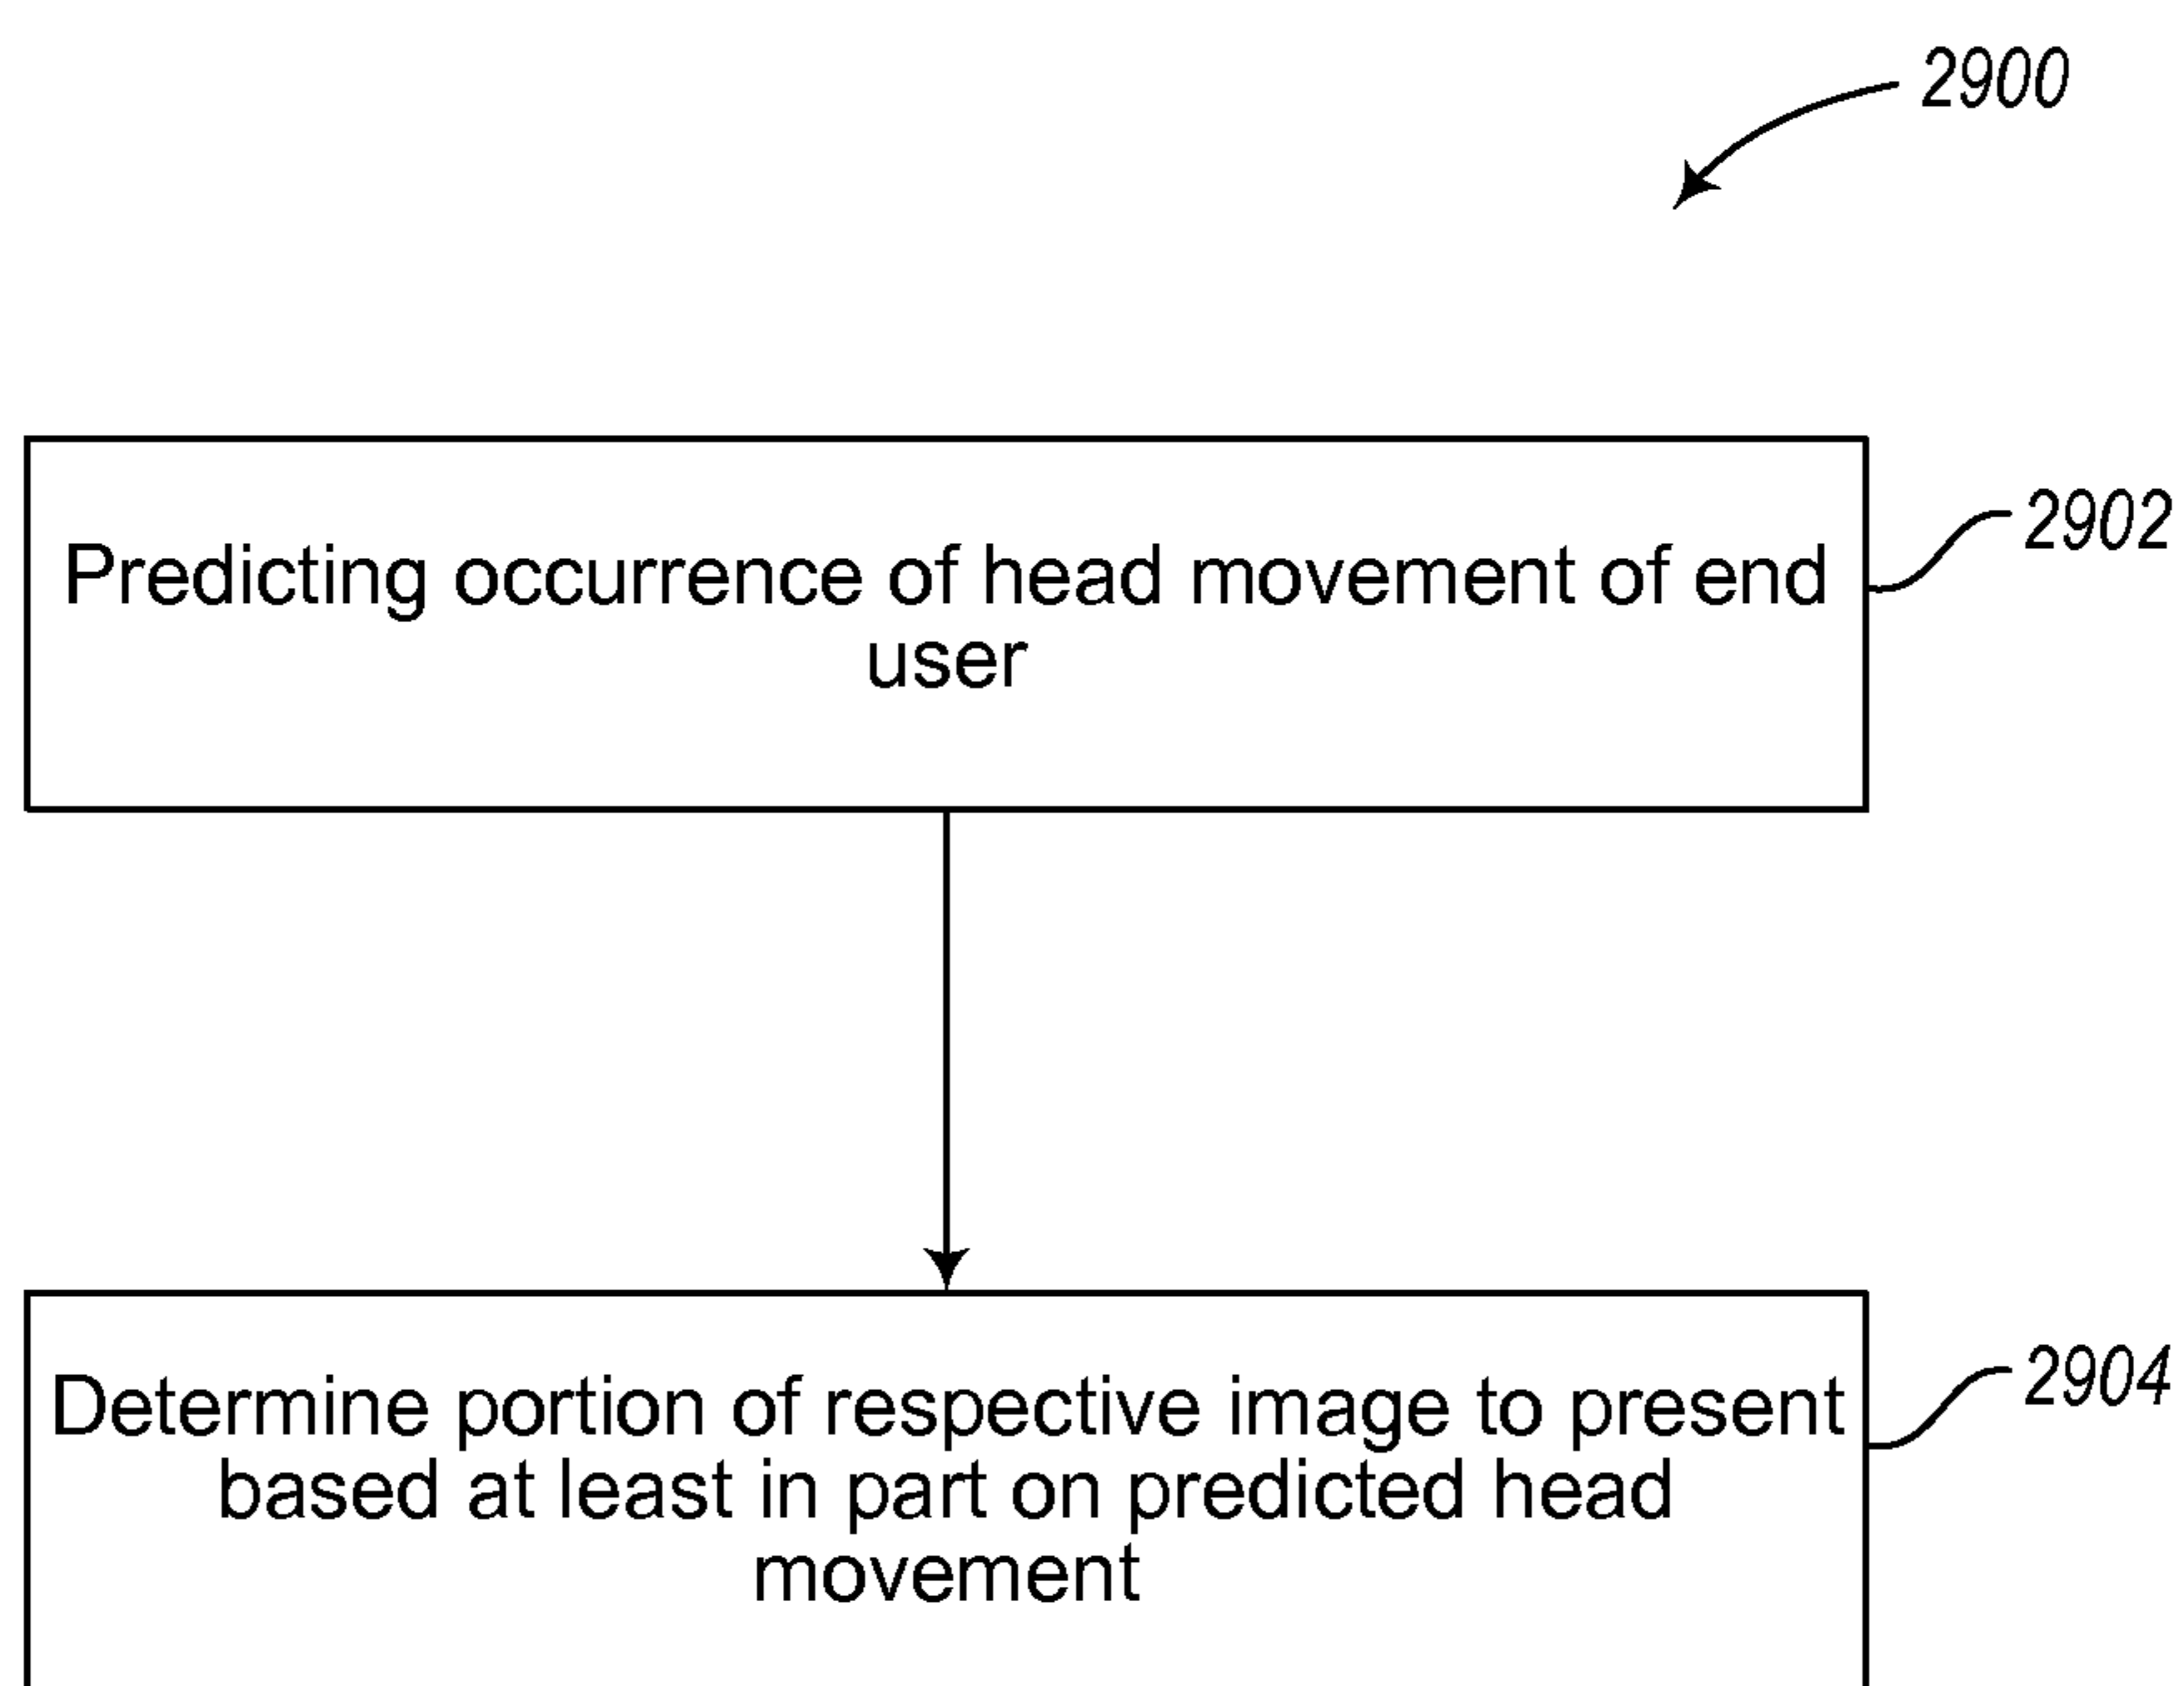 2900
Predicting occurrence of head movement of end
user
2902
Determine portion of respective image to present
based at least in part on predicted head
movement
2904